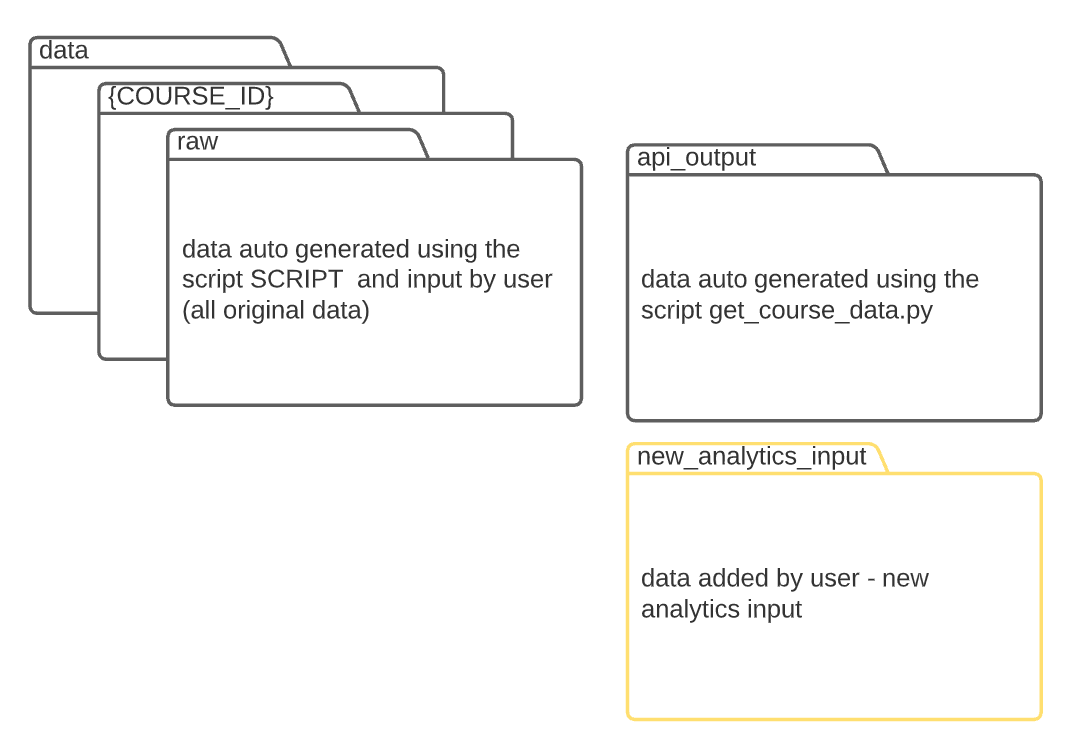 data
{COURSE_ID}
raw
data auto generated using the
script SCRIPT  and input by user
(all original data)
api_output
data auto generated using the
script get_course_data.py
new_analytics_input
data added by user - new
analytics input